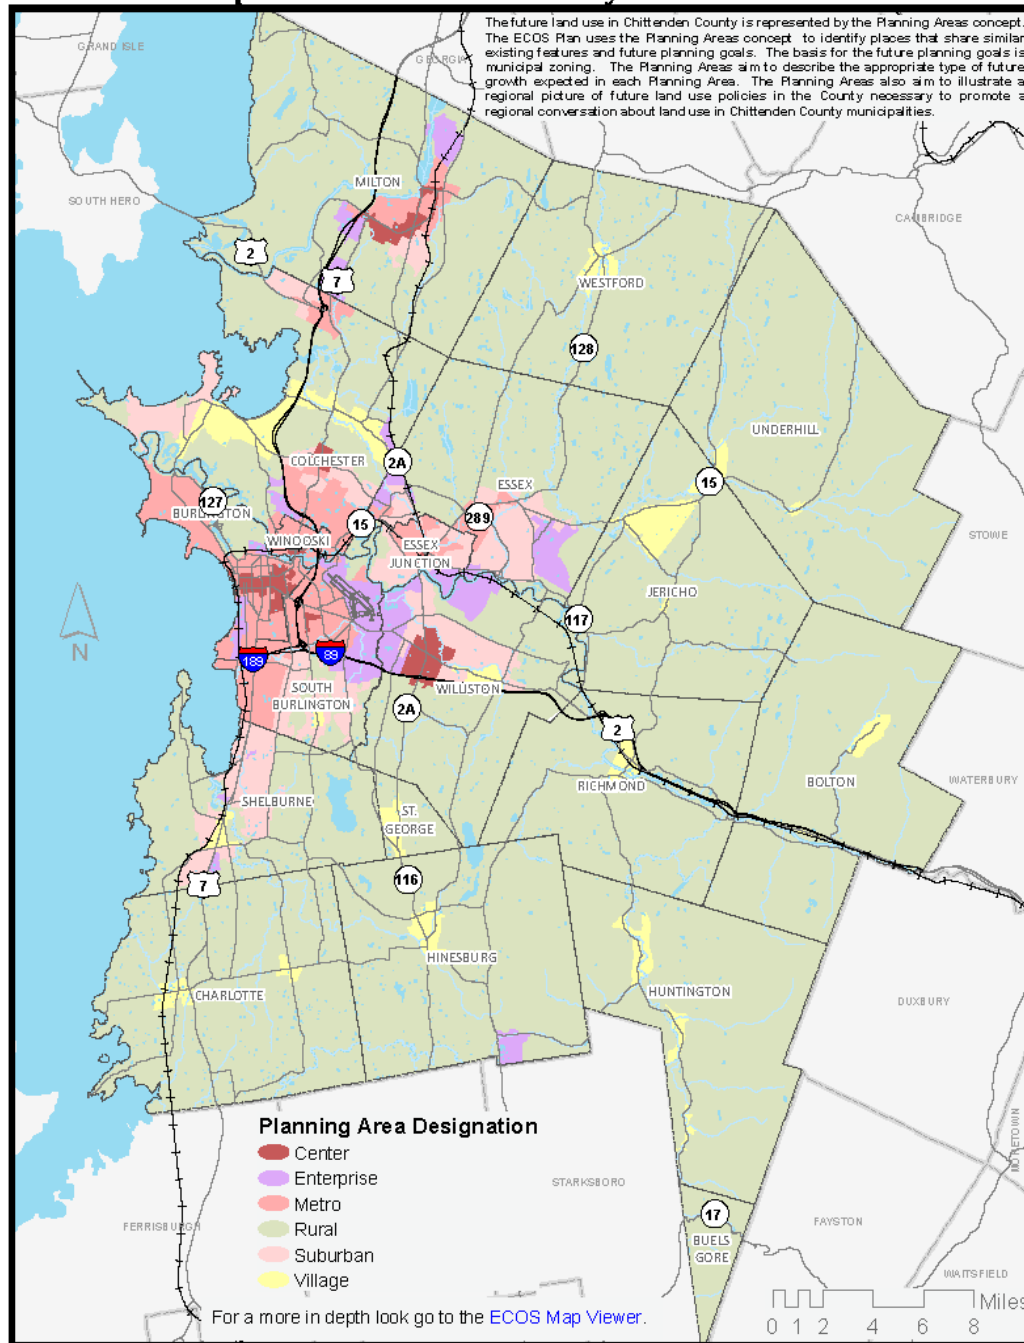 The future land use in Chittenden County is represented by the Planning Areas concept.
The ECOS Plan uses the Planning Areas concept to identify places that share similar
existing features and future planning goals. The basis for the future planning goals is
municipal zoning. The Planning Areas aim to describe the appropriate type of future
growth expected in each Planning Area. The Planning Areas also aim to illustrate a
regional picture of future land use policies in the County necessary to promote a
regional conversation about land use in Chittenden County municipalities.
GRAND ISLE
GEORGIA
MILTON
SOUTH HERO
CAMBRIDGE
2
7
WESTFORD
128
UNDERHILL
COLCHESTER
2A
15
ESSEX
127
BURLINGTON
289
15
WINOOSKI
ESSEX
JUNCTION
STOWE
JERICHO
117
N
189
89
SOUTH
BURLINGTON
WILLISTON
2A
2
RICHMOND
BOLTON
WATERBURY
SHELBURNE
ST.
GEORGE
7
116
HINESBURG
CHARLOTTE
HUNTINGTON
DUXBURY
Planning Area Designation
Center
Enterprise
Metro
Rural
Suburban
Village
STARKSBORO
MORETOWN
FERRISBURGH
17
BUELS
GORE
FAYSTON
WAITSFIELD
For a more in depth look go to the ECOS Map Viewer.
Miles
0 1 2 4 6 8